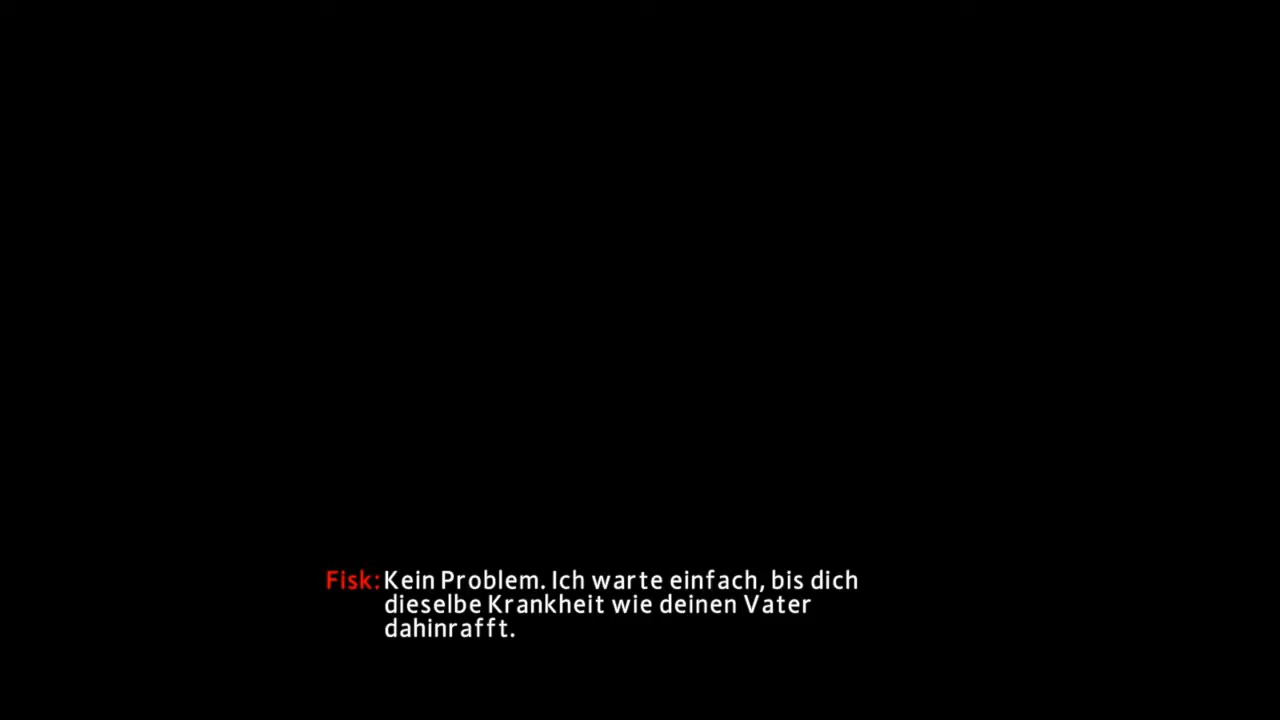 Fisk: Kein Problem. Ich warte einfach, bis dich
dieselbe Krankheit wie deinen Vater
dahinrafft.